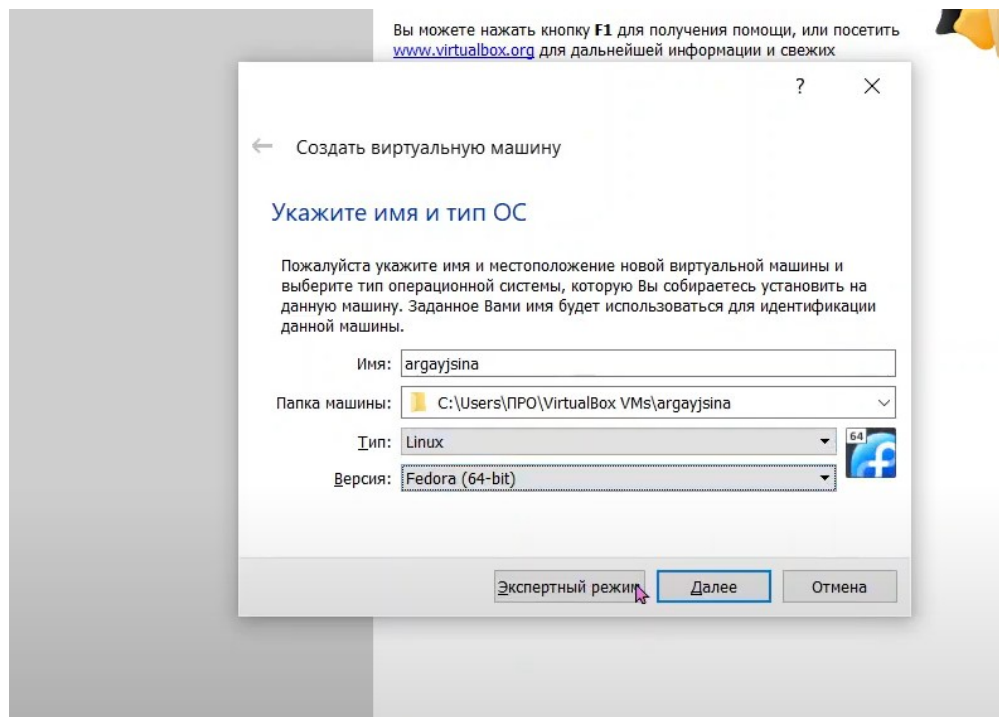 Вы можете нажать кнопку F1 для получения помощи, или посетить
www.virtualbox.org для дальнейшей информации и свежих
?
Создать виртуальную машину
Укажите имя и тип ОС
Пожалуйста укажите имя и местоположение новой виртуальной машины и
выберите тип операционной системы, которую Вы собираетесь установить на
данную машину. Заданное Вами имя будет использоваться для идентификации
данной машины.
Имя: argayjsina
Папка машины: C:\Users\ПРО\VirtualBox VMs\argayjsina
Тип: Linux
64
Версия: Fedora (64-bit)
Экспертный режим Далее Отмена